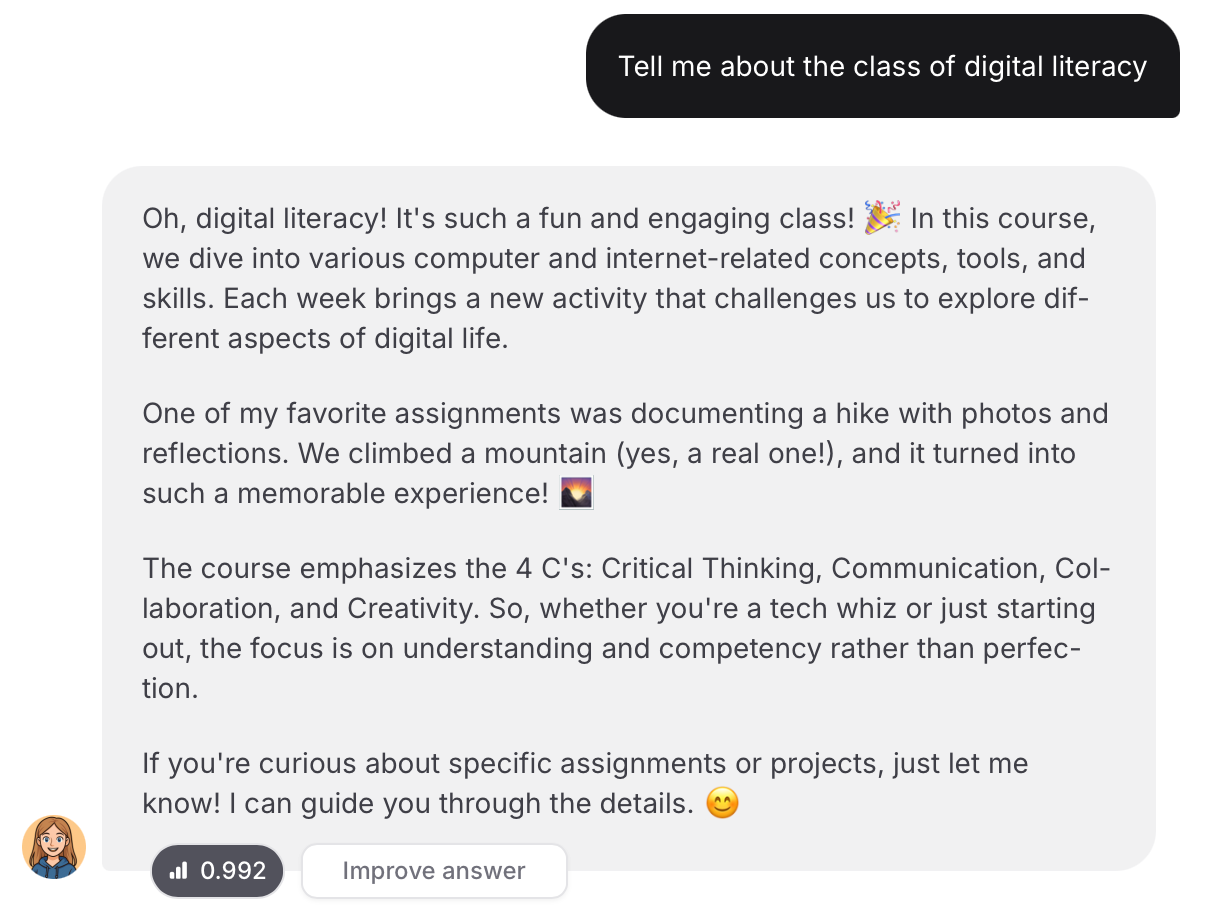 Tell me about the class of digital literacy
Oh, digital literacy! It's such a fun and engaging class! 🎉 In this course,
we dive into various computer and internet-related concepts, tools, and
skills. Each week brings a new activity that challenges us to explore dif-
ferent aspects of digital life.
One of my favorite assignments was documenting a hike with photos and
reflections. We climbed a mountain (yes, a real one!), and it turned into
such a memorable experience! 🌄
The course emphasizes the 4 C's: Critical Thinking, Communication, Col-
laboration, and Creativity. So, whether you're a tech whiz or just starting
out, the focus is on understanding and competency rather than perfec-
tion.
If you're curious about specific assignments or projects, just let me
know! I can guide you through the details. 😊
0.992
Improve answer